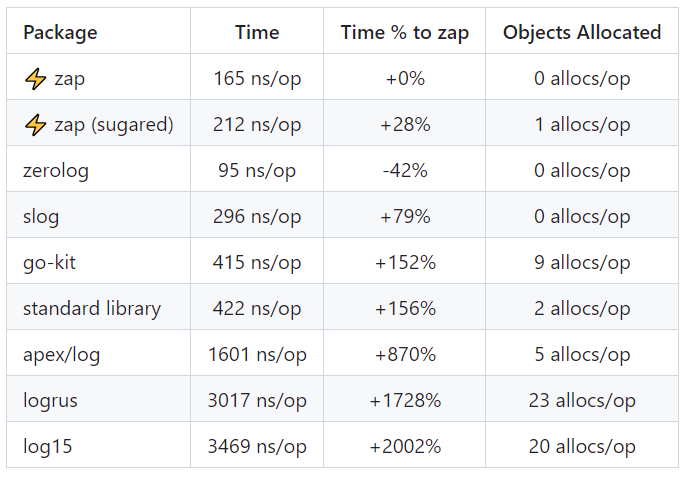 Package Time Time % to zap Objects Allocated
⚡ zap 165 ns/op +0% 0 allocs/op
⚡ zap (sugared) 212 ns/op +28% 1 allocs/op
zerolog 95 ns/op -42% 0 allocs/op
slog 296 ns/op +79% 0 allocs/op
go-kit 415 ns/op +152% 9 allocs/op
standard library 422 ns/op +156% 2 allocs/op
apex/log 1601 ns/op +870% 5 allocs/op
logrus 3017 ns/op +1728% 23 allocs/op
log15 3469 ns/op +2002% 20 allocs/op